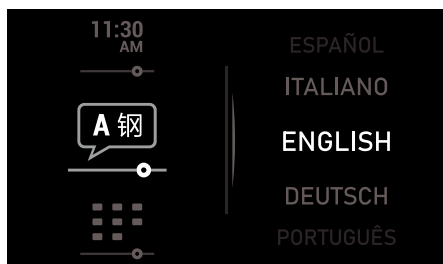 11:30
AM
A 钢
ESPAÑOL
ITALIANO
ENGLISH
DEUTSCH
PORTUGUÊS